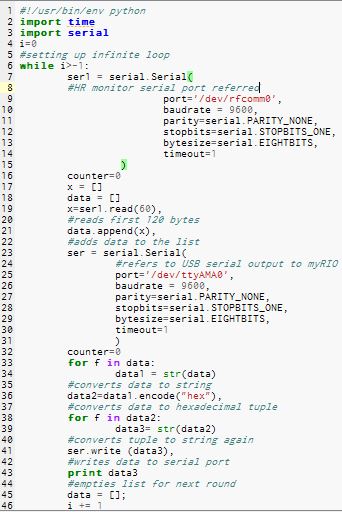 1 #!/usr/bin/env python
2 import time
3 import serial
4 i=0
5 #setting up infinite loop
6 while i>-1:
7 ser1 = serial.Serial(
8 #HR monitor serial port referred
9 port='/dev/rfcomm0',
10 baudrate = 9600,
11 parity=serial.PARITY_NONE,
12 stopbits=serial.STOPBITS_ONE,
13 bytesize=serial.EIGHTBITS,
14 timeout=1
15 )
16 counter=0
17 x = []
18 data = []
19 x=ser1.read(60),
20 #reads first 120 bytes
21 data.append(x),
22 #adds data to the list
23 ser = serial.Serial(
24 #refers to USB serial output to myRIO
25 port='/dev/ttyAMA0',
26 baudrate = 9600,
27 parity=serial.PARITY_NONE,
28 stopbits=serial.STOPBITS_ONE,
29 bytesize=serial.EIGHTBITS,
30 timeout=1
31 )
32 counter=0
33 for f in data:
34 data1 = str(data)
35 #converts data to string
36 data2=data1.encode("hex"),
37 #converts data to hexadecimal tuple
38 for f in data2:
39 data3= str(data2)
40 #converts tuple to string again
41 ser.write (data3),
42 #writes data to serial port
43 print data3
44 #empties list for next round
45 data = [];
46 i += 1